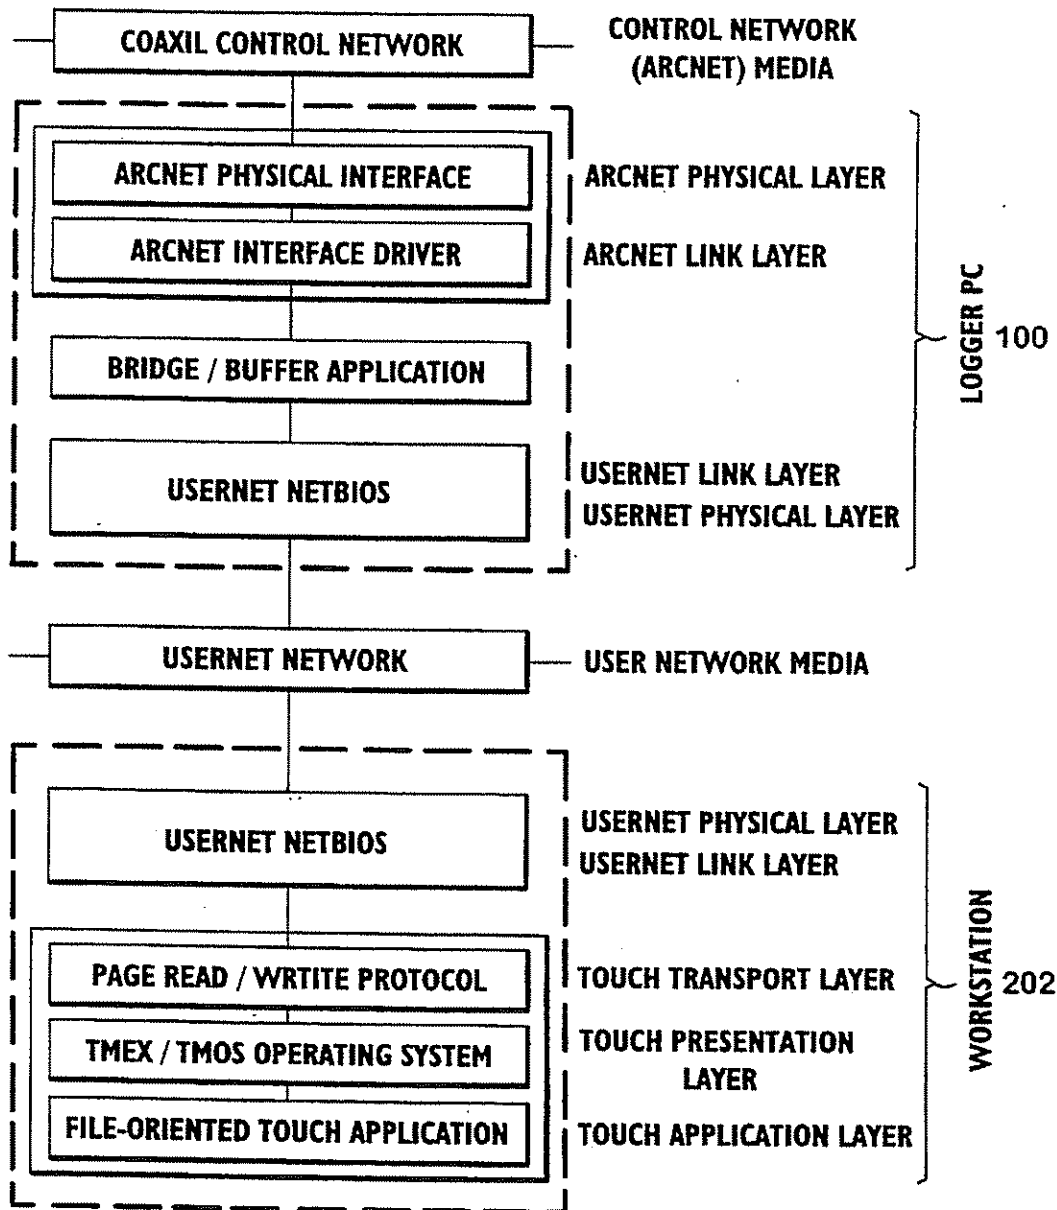 COAXIL CONTROL NETWORK
CONTROL NETWORK
(ARCNET) MEDIA
ARCNET PHYSICAL INTERFACE
ARCNET PHYSICAL LAYER
ARCNET INTERFACE DRIVER
ARCNET LINK LAYER
BRIDGE / BUFFER APPLICATION
USERNET NETBIOS
USERNET LINK LAYER
USERNET PHYSICAL LAYER
LOGGER PC 100
USERNET NETWORK
USER NETWORK MEDIA
USERNET NETBIOS
USERNET PHYSICAL LAYER
USERNET LINK LAYER
PAGE READ / WRTITE PROTOCOL
TOUCH TRANSPORT LAYER
TMEX / TMOS OPERATING SYSTEM
TOUCH PRESENTATION
LAYER
FILE-ORIENTED TOUCH APPLICATION
TOUCH APPLICATION LAYER
WORKSTATION 202